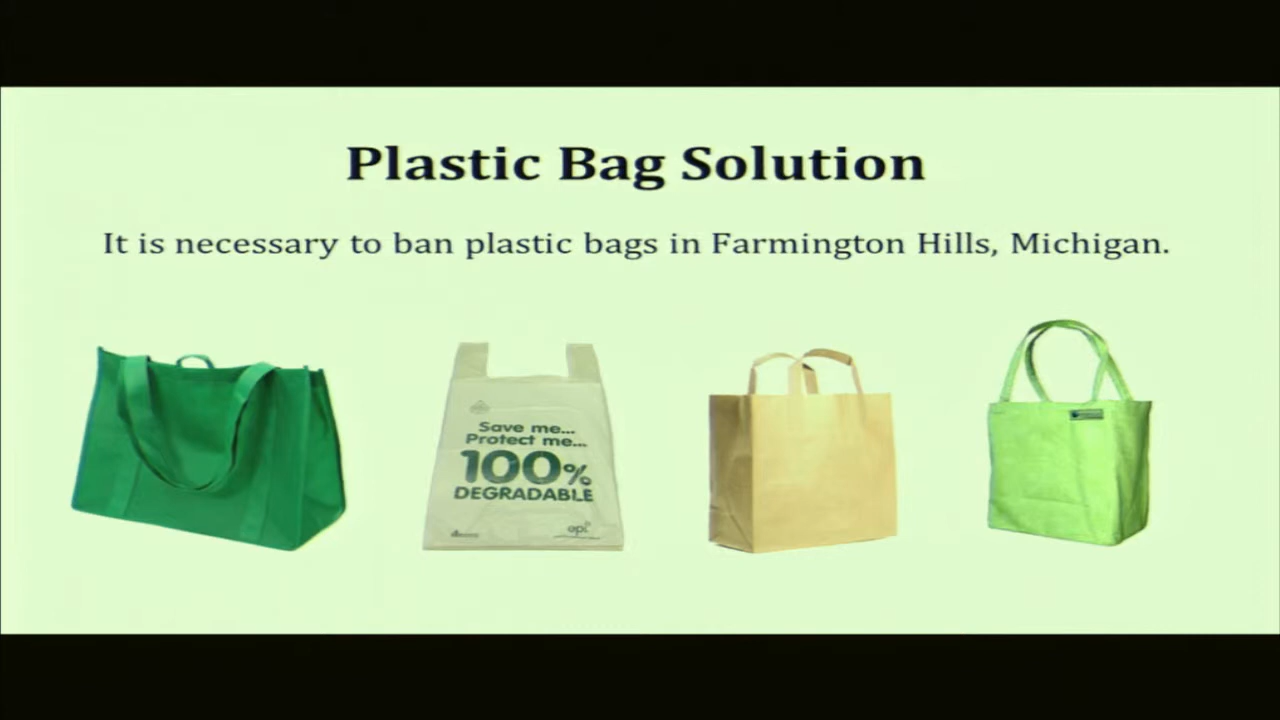 Plastic Bag Solution
It is necessary to ban plastic bags in Farmington Hills, Michigan.
Save me...
Protect me...
100%
DEGRADABLE
epi